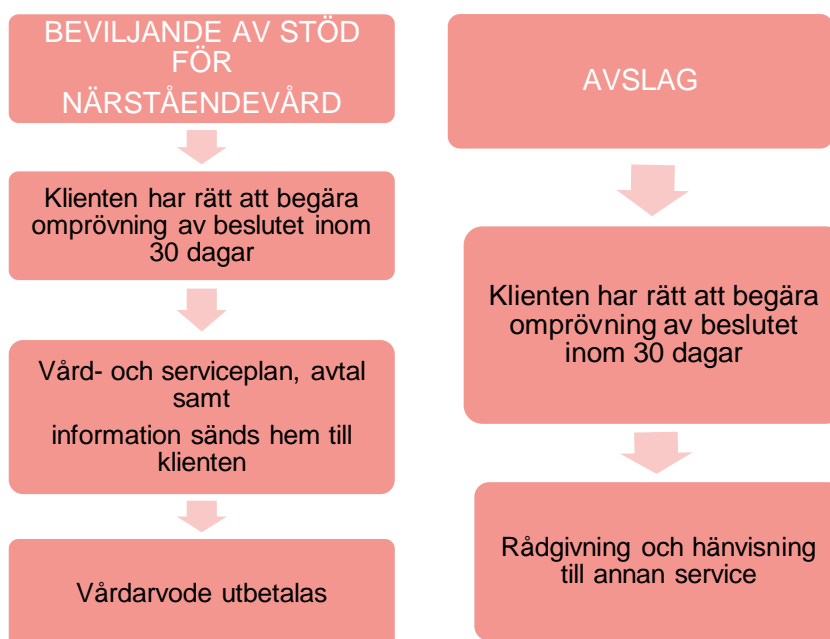 BEVILJANDE AV STÖD
FÖR
NÄRSTÅENDEVÅRD
Klienten har rätt att begära
omprövning av beslutet inom
30 dagar
Vård- och serviceplan, avtal
samt
information sänds hem till
klienten
Vårdarvode utbetalas
AVSLAG
Klienten har rätt att begära
omprövning av beslutet
inom 30 dagar
Rådgivning och hänvisning
till annan service